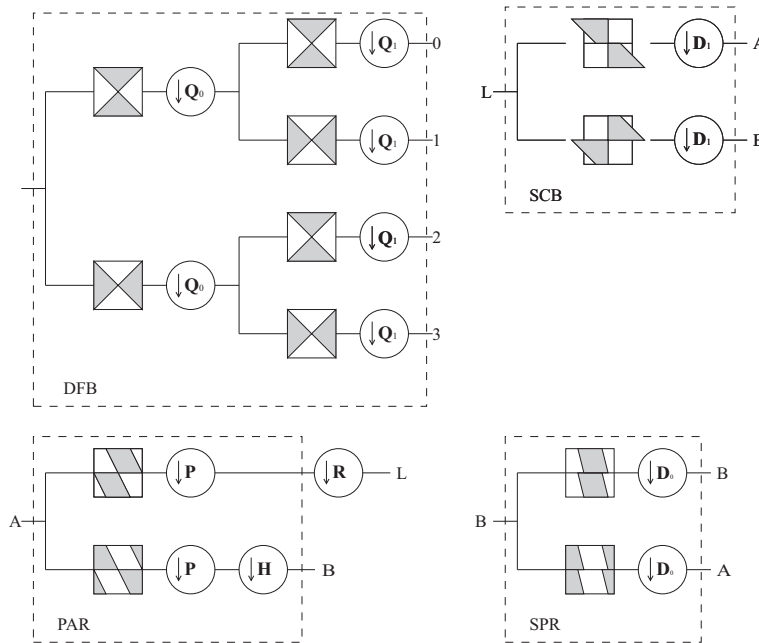 ↓ Q₁ 0
↓ D₁ A
L
↓ Q₀
↓ Q₁ 1
↓ D₁ B
SCB
↓ Q₁ 2
↓ Q₀
↓ Q₁ 3
DFB
↓ P ↓ R L
↓ D₀ B
A
B
↓ P ↓ H B
↓ D₀ A
PAR
SPR